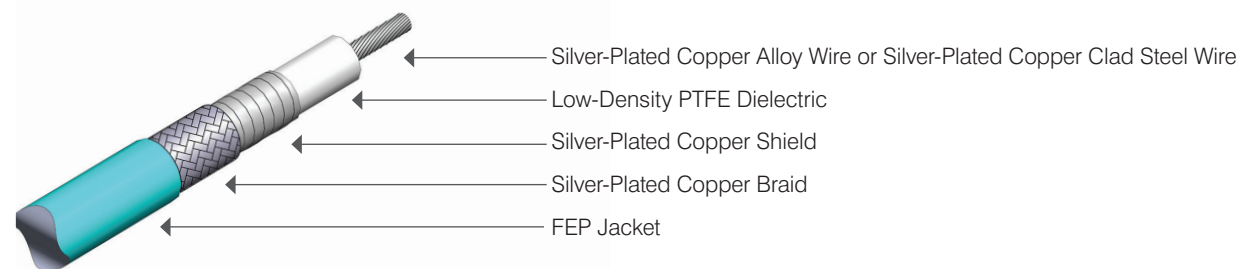 Silver-Plated Copper Alloy Wire or Silver-Plated Copper Clad Steel Wire
Low-Density PTFE Dielectric
Silver-Plated Copper Shield
Silver-Plated Copper Braid
FEP Jacket